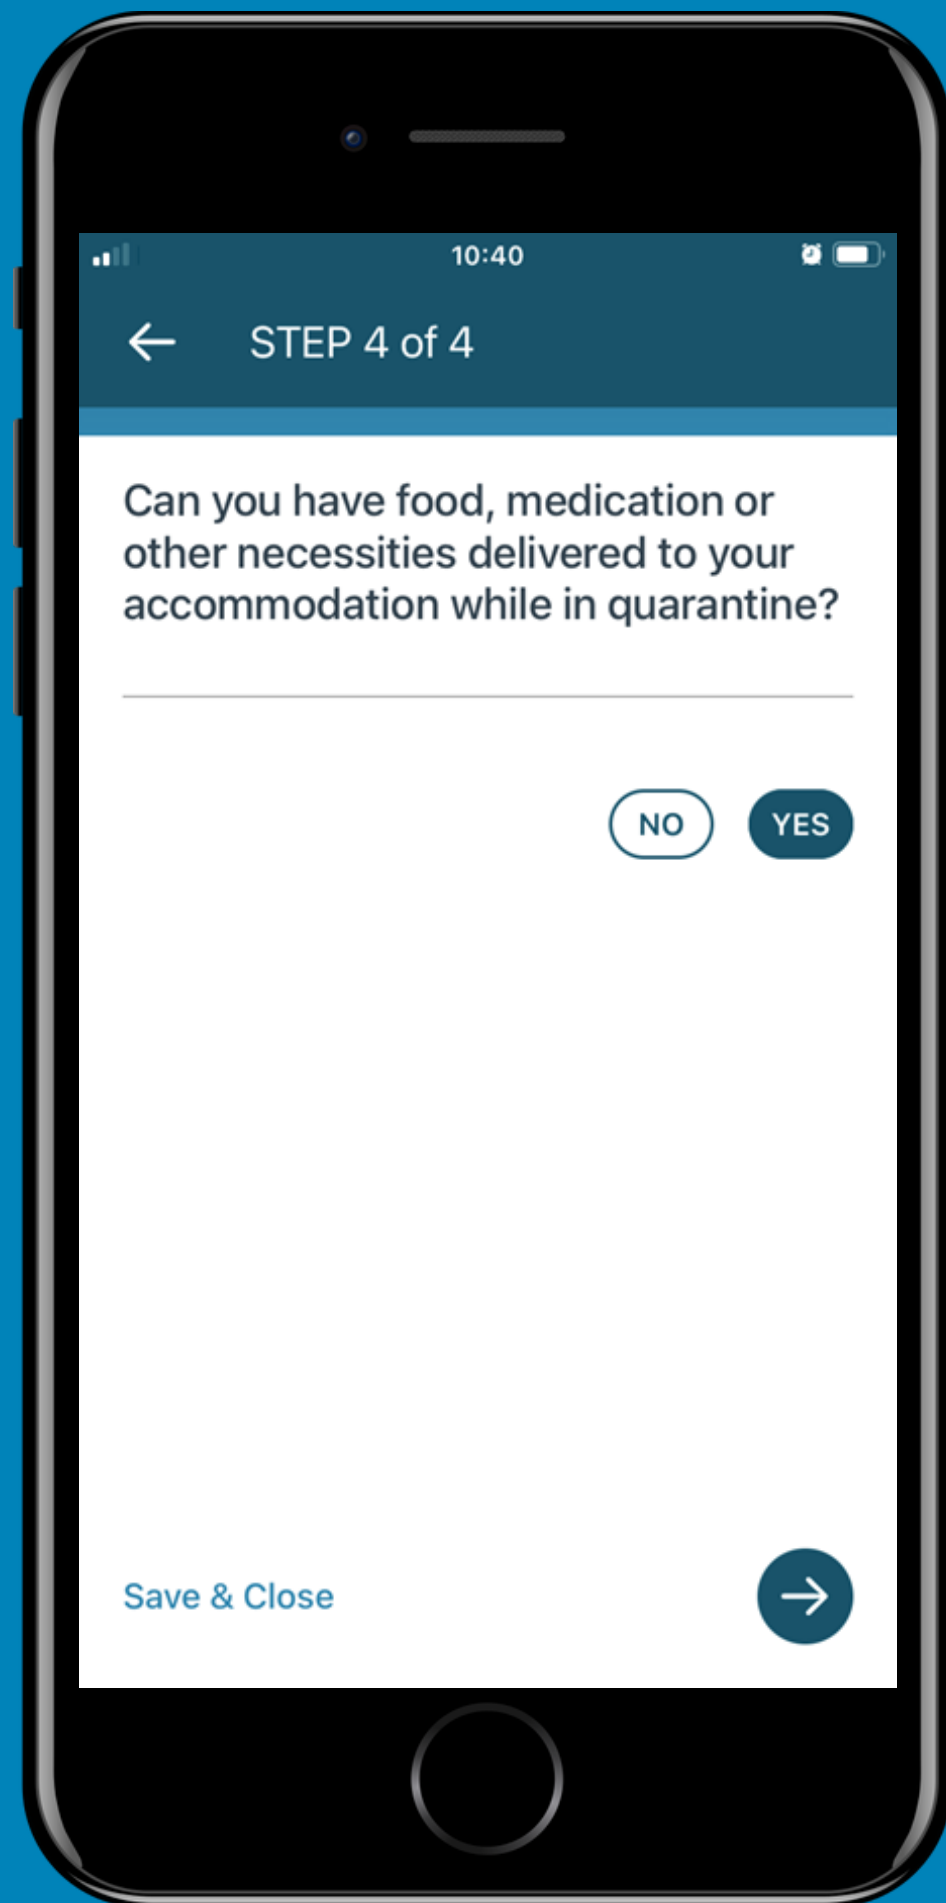 10:40
STEP 4 of 4
Can you have food, medication or
other necessities delivered to your
accommodation while in quarantine?
NO YES
Save & Close